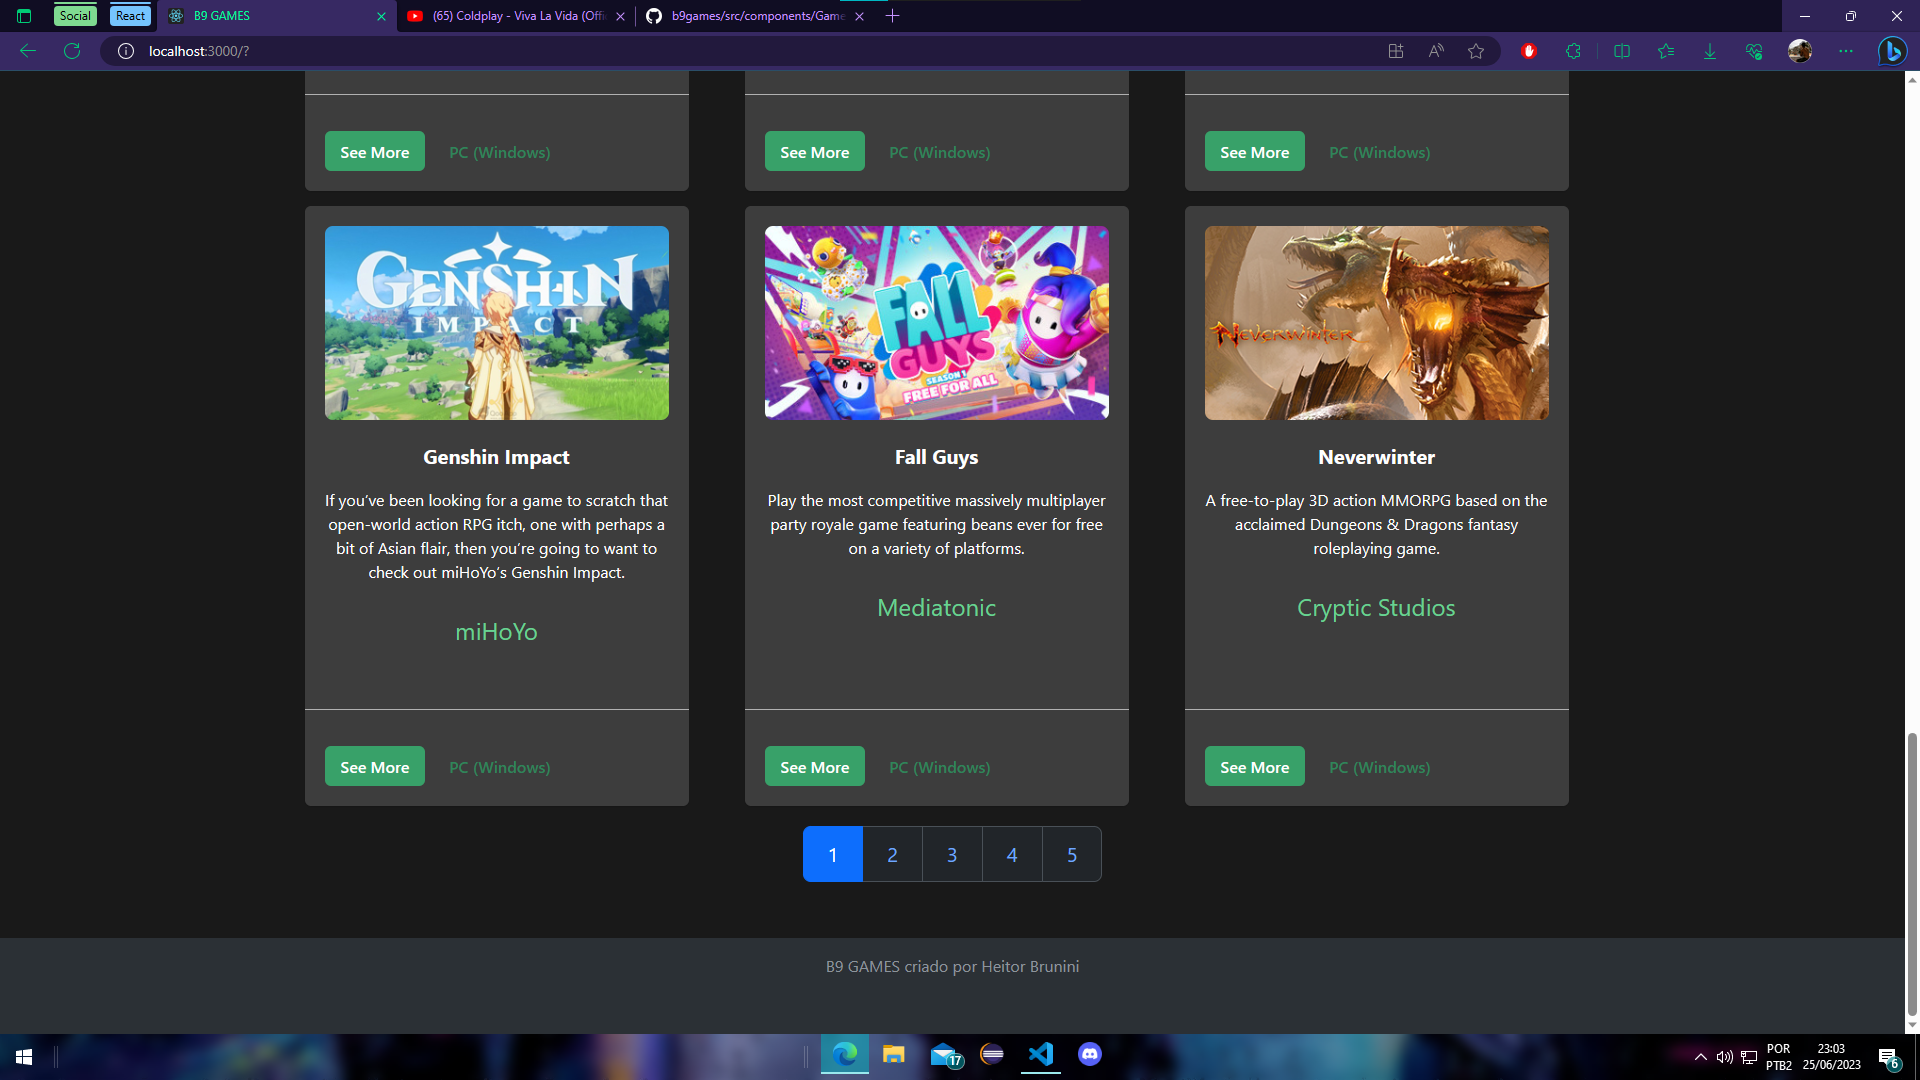 Social
React
B9 GAMES
(65) Coldplay - Viva La Vida (Offi
b9games/src/components/Game
localhost:3000/?
See More
PC (Windows)
See More
PC (Windows)
See More
PC (Windows)
GENSHIN
IMPACT
FALL
GUYS
SEASON 1
FREE FOR ALL
NEVERWINTER
Genshin Impact
If you’ve been looking for a game to scratch that
open-world action RPG itch, one with perhaps a
bit of Asian flair, then you’re going to want to
check out miHoYo’s Genshin Impact.
miHoYo
Fall Guys
Play the most competitive massively multiplayer
party royale game featuring beans ever for free
on a variety of platforms.
Mediatonic
Neverwinter
A free-to-play 3D action MMORPG based on the
acclaimed Dungeons & Dragons fantasy
roleplaying game.
Cryptic Studios
See More
PC (Windows)
See More
PC (Windows)
See More
PC (Windows)
1
2
3
4
5
B9 GAMES criado por Heitor Brunini
17
POR
PTB2
23:03
25/06/2023
6